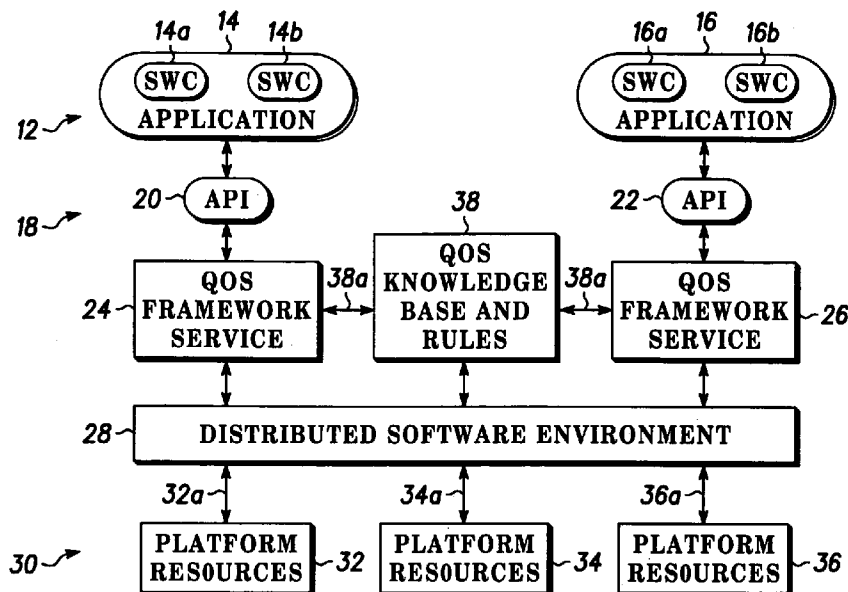 14a 14 14b
16a 16 16b
SWC SWC
SWC SWC
APPLICATION
APPLICATION
12
20 API
22 API
18
38
QOS
FRAMEWORK
SERVICE
24
38a
QOS
KNOWLEDGE
BASE AND
RULES
38a
QOS
FRAMEWORK
SERVICE
26
28 DISTRIBUTED SOFTWARE ENVIRONMENT
32a 34a 36a
30
PLATFORM
RESOURCES
32
PLATFORM
RESOURCES
34
PLATFORM
RESOURCES
36